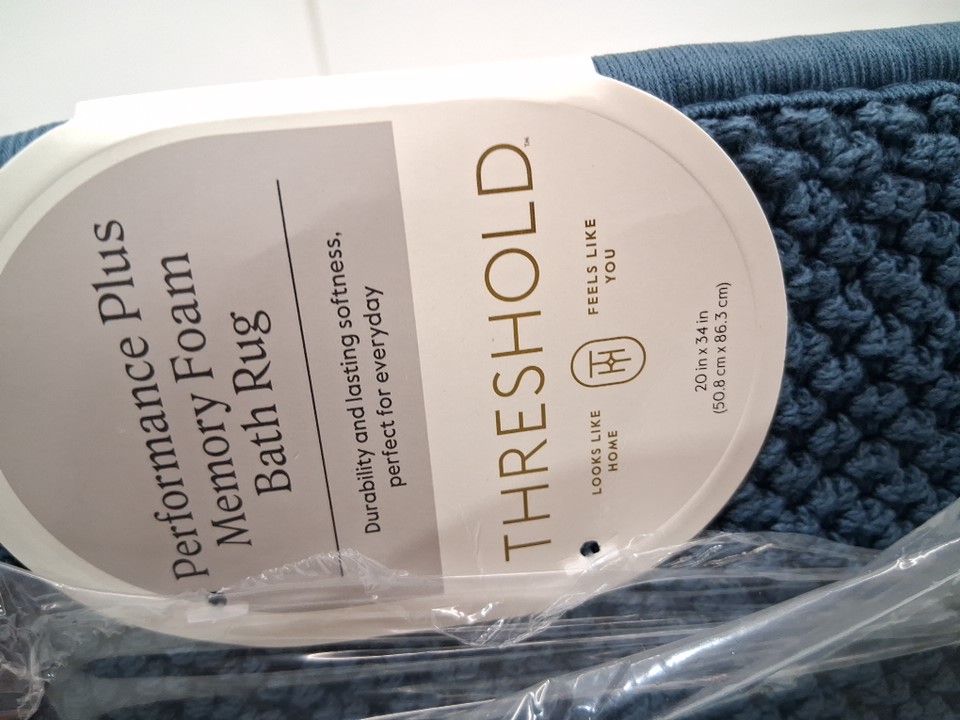 Performance Plus
Memory Foam
Bath Rug
Durability and lasting softness,
perfect for everyday
THRESHOLD™
LOOKS LIKE
HOME
FEELS LIKE
YOU
20 in x 34 in
(50.8 cm x 86.3 cm)